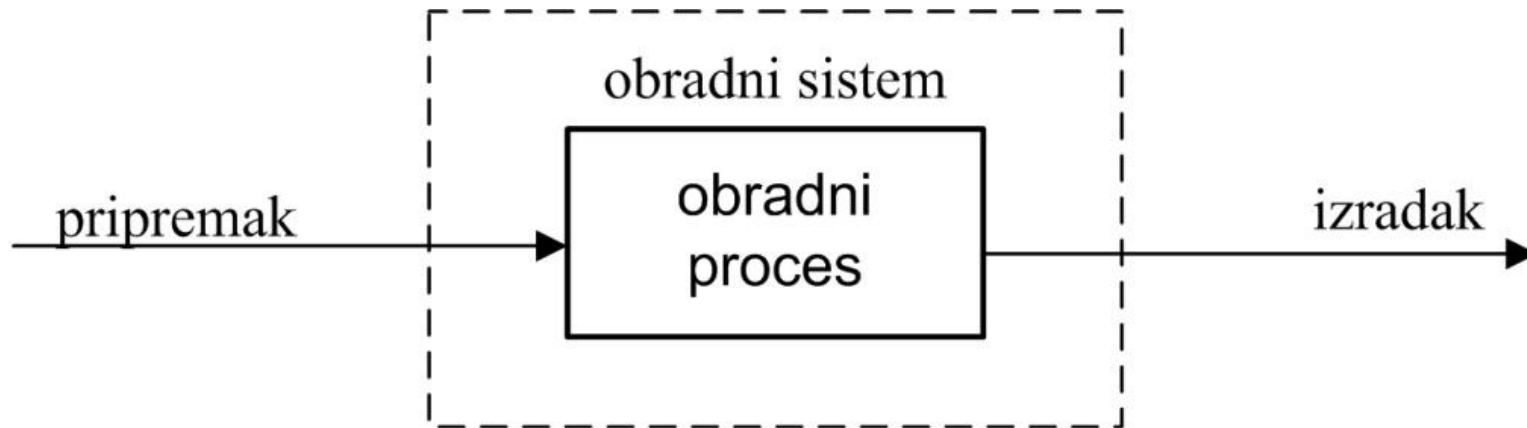 obradni sistem
pripremak
obradni
proces
izradak